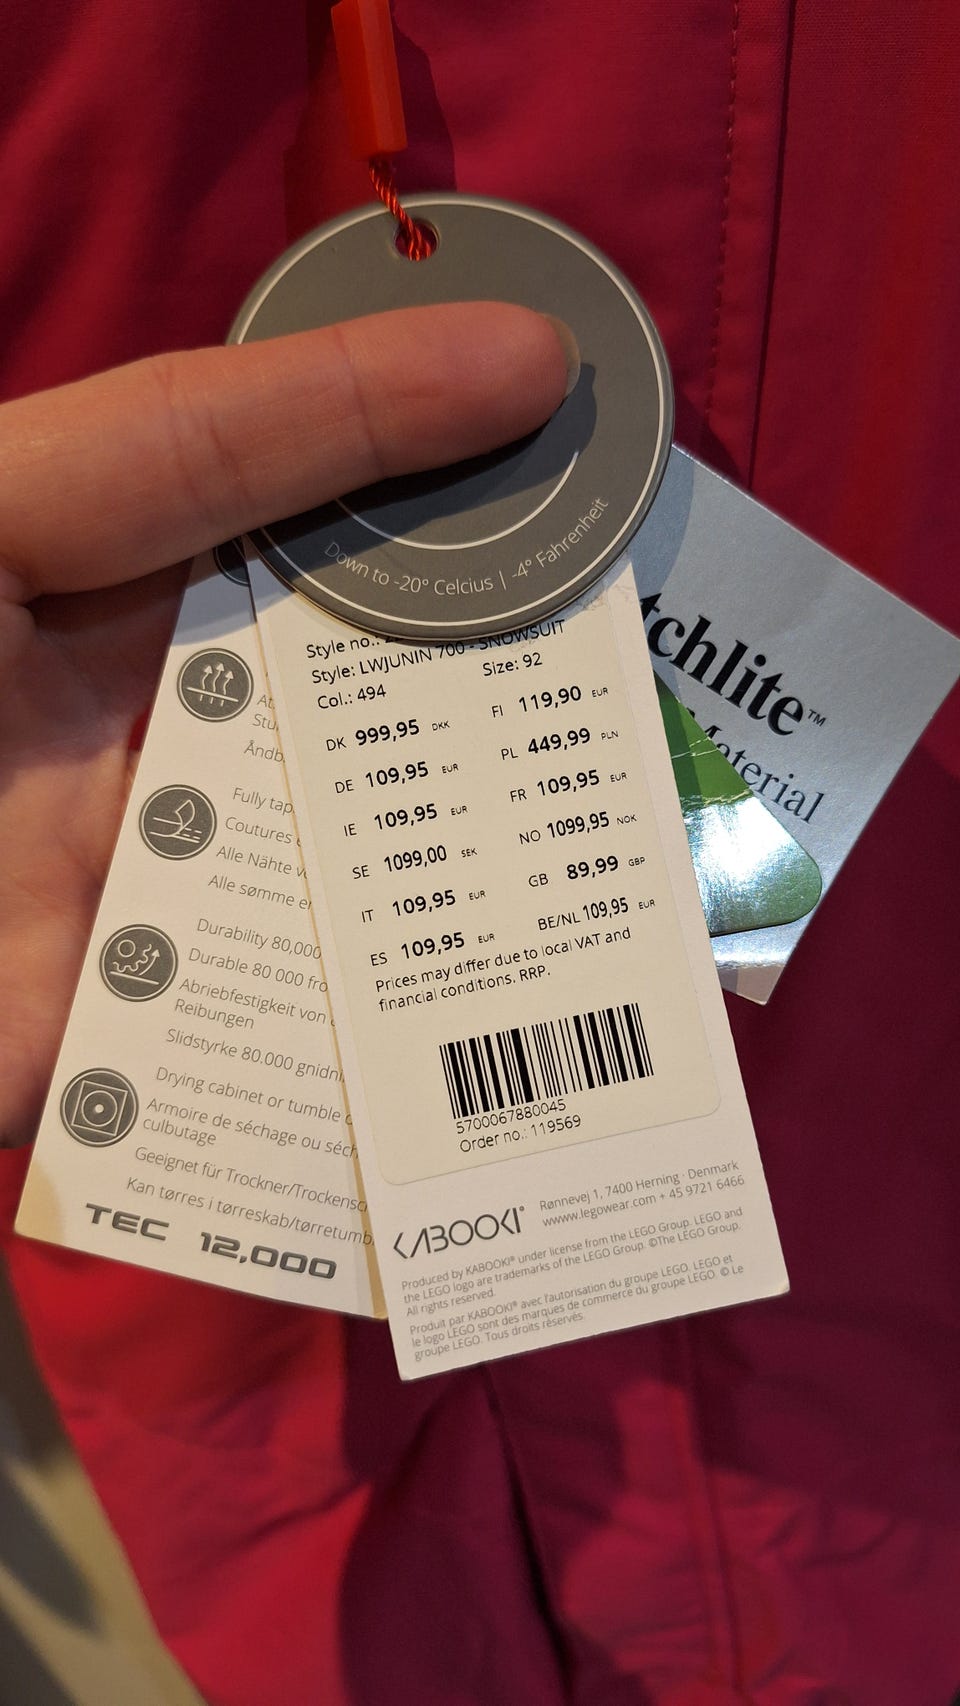 Down to -20° Celcius | -4° Fahrenheit
Style no.:
Style: LWJUNIN 700 - SNOWSUIT
Col.: 494
Size: 92
DK 999,95 DKK
FI 119,90 EUR
DE 109,95 EUR
PL 449,99 PLN
IE 109,95 EUR
FR 109,95 EUR
SE 1099,00 SEK
NO 1099,95 NOK
IT 109,95 EUR
GB 89,99 GBP
ES 109,95 EUR
BE/NL 109,95 EUR
Prices may differ due to local VAT and
financial conditions. RRP.
5700067880045
Order no.: 119569
KABOOKI®
Rønnevej 1, 7400 Herning · Denmark
www.legowear.com + 45 9721 6466
Produced by KABOOKI® under license from the LEGO Group. LEGO and
the LEGO logo are trademarks of the LEGO Group. ©The LEGO Group.
All rights reserved.
Produit par KABOOKI® avec l'autorisation du groupe LEGO. LEGO et
le logo LEGO sont des marques de commerce du groupe LEGO. © Le
groupe LEGO. Tous droits réservés.
Fully
Coutures
Alle Nähte
Alle sømme
Durability 80,000
Durable 80 000
Abriebfestigkeit von
Reibungen
Slidstyrke 80.000
Drying cabinet or tumble
Armoire de séchage ou
culbutage
Geeignet für
Kan tørres i
TEC 12,000
tchlite™
Material